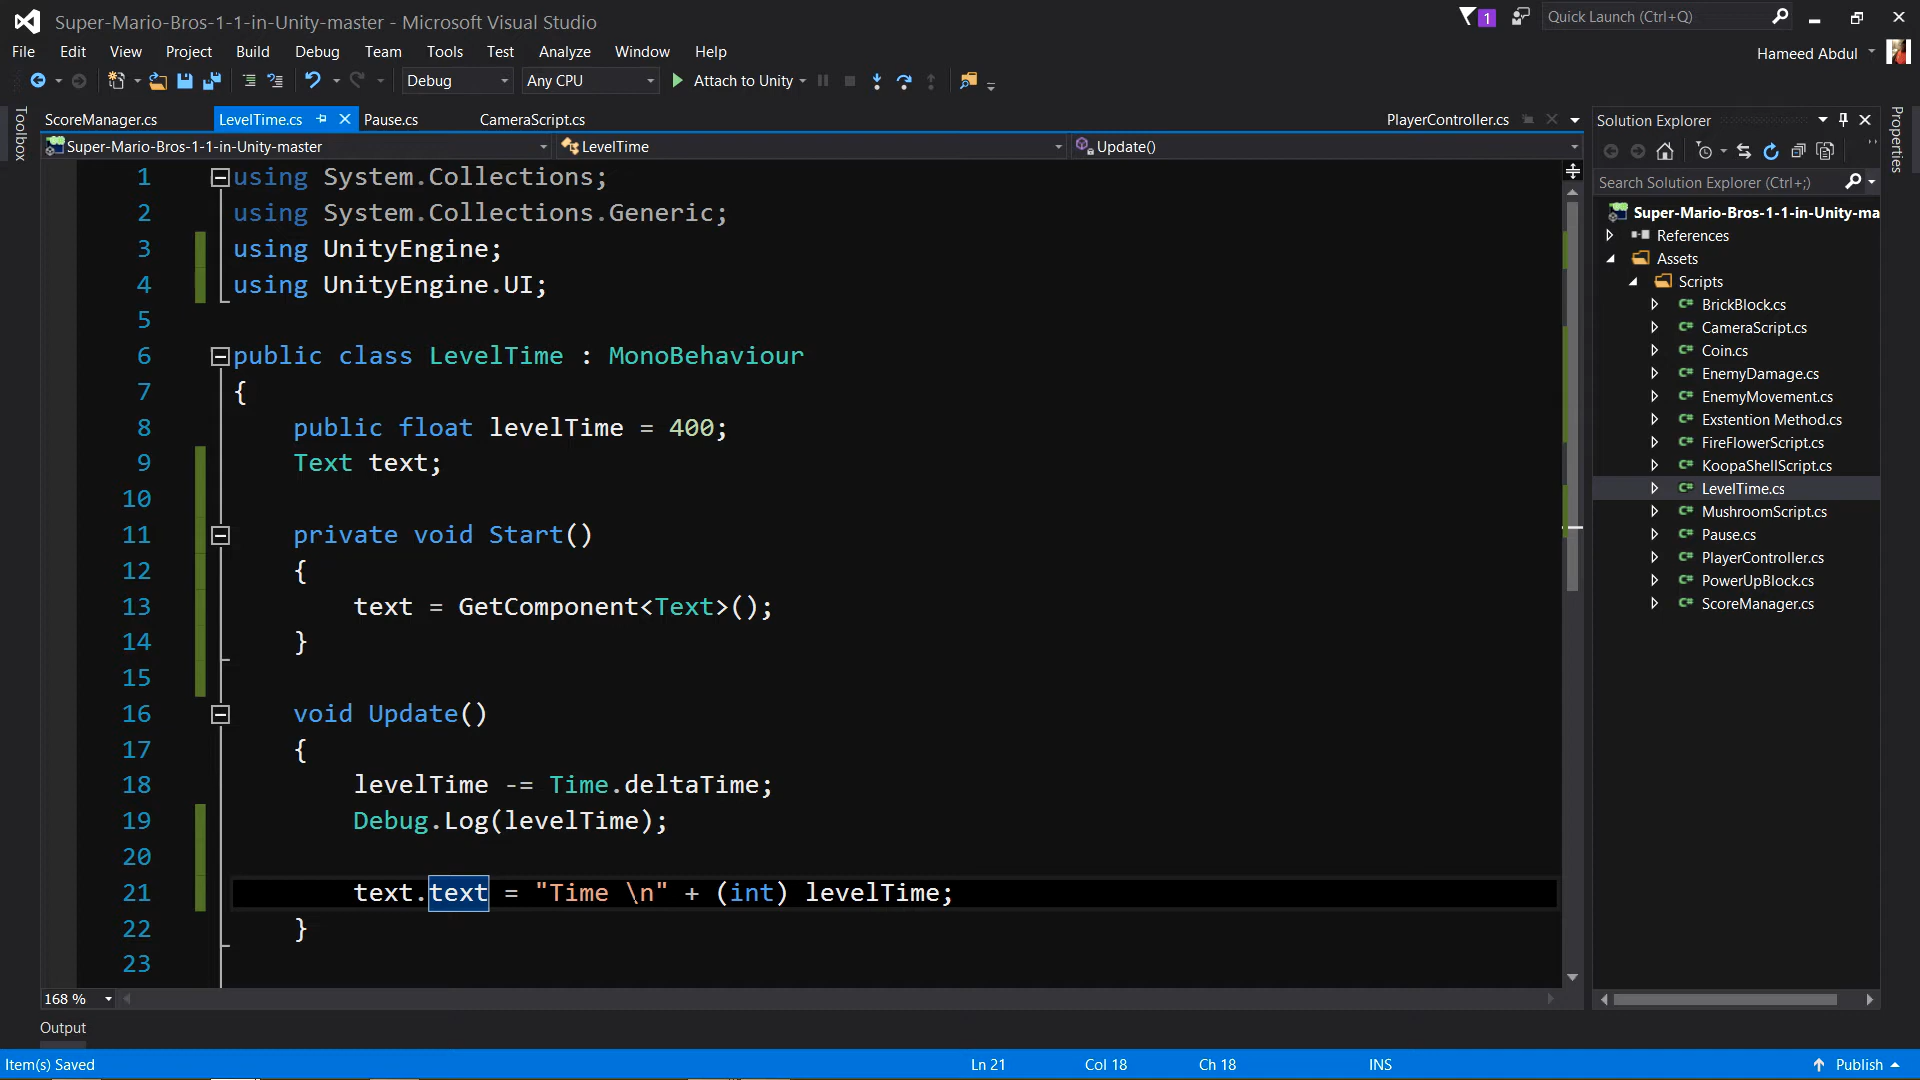 Super-Mario-Bros-1-1-in-Unity-master - Microsoft Visual Studio
1
Quick Launch (Ctrl+Q)
File Edit View Project Build Debug Team Tools Test Analyze Window Help
Hameed Abdul
Debug Any CPU Attach to Unity
Toolbox
ScoreManager.cs LevelTime.cs Pause.cs CameraScript.cs PlayerController.cs
Super-Mario-Bros-1-1-in-Unity-master LevelTime Update()
1 using System.Collections;
2 using System.Collections.Generic;
3 using UnityEngine;
4 using UnityEngine.UI;
5
6 public class LevelTime : MonoBehaviour
7 {
8 public float levelTime = 400;
9 Text text;
10
11 private void Start()
12 {
13 text = GetComponent<Text>();
14 }
15
16 void Update()
17 {
18 levelTime -= Time.deltaTime;
19 Debug.Log(levelTime);
20
21 text.text = "Time \n" + (int) levelTime;
22 }
23
168 %
Output
Solution Explorer
Search Solution Explorer (Ctrl+;)
Super-Mario-Bros-1-1-in-Unity-ma
References
Assets
Scripts
BrickBlock.cs
CameraScript.cs
Coin.cs
EnemyDamage.cs
EnemyMovement.cs
Exstention Method.cs
FireFlowerScript.cs
KoopaShellScript.cs
LevelTime.cs
MushroomScript.cs
Pause.cs
PlayerController.cs
PowerUpBlock.cs
ScoreManager.cs
Properties
Item(s) Saved Ln 21 Col 18 Ch 18 INS Publish